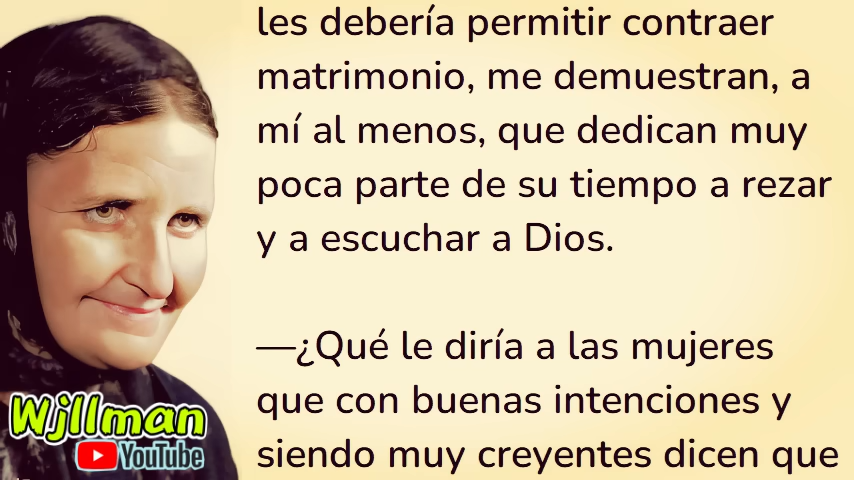 les debería permitir contraer
matrimonio, me demuestran, a
mí al menos, que dedican muy
poca parte de su tiempo a rezar
y a escuchar a Dios.
—¿Qué le diría a las mujeres
que con buenas intenciones y
siendo muy creyentes dicen que
Wjllman
YouTube